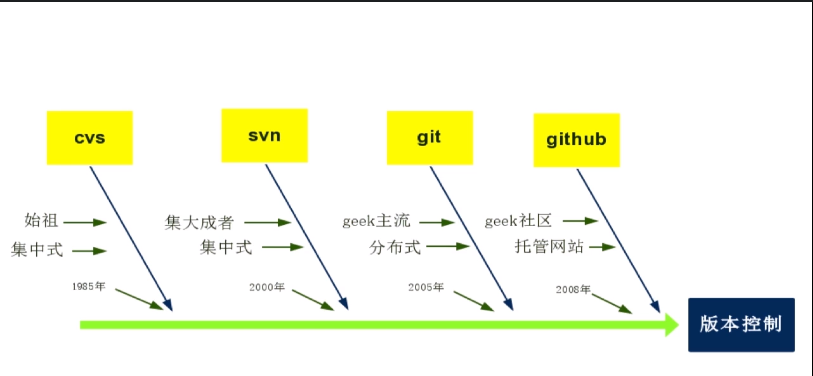 cvs
svn
git
github
始祖
集大成者
geek主流
geek社区
集中式
集中式
分布式
托管网站
1985年
2000年
2005年
2008年
版本控制